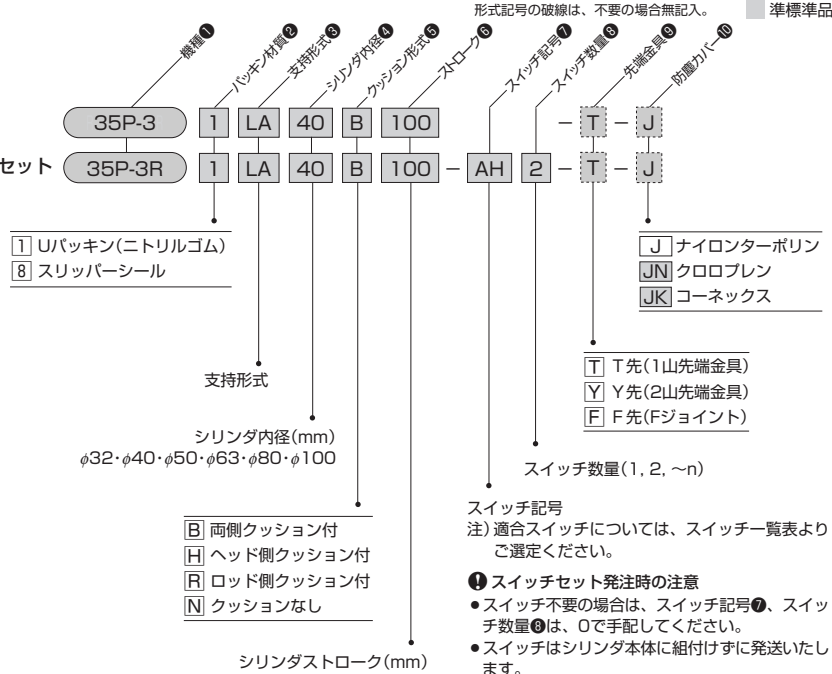 形式記号の破線は、不要の場合無記入。
準標準品
機種❶
パッキン材質❷
支持形式❸
シリンダ内径❹
クッション形式❺
ストローク❻
スイッチ記号❼
スイッチ数量❽
先端金具❾
防塵カバー❿
35P-3 1 LA 40 B 100 - T - J
セット 35P-3R 1 LA 40 B 100 - AH 2 - T - J
1 Uパッキン(ニトリルゴム)
8 スリッパーシール
J ナイロンターポリン
JN クロロプレン
JK コーネックス
支持形式
T T先(1山先端金具)
Y Y先(2山先端金具)
F F先(Fジョイント)
シリンダ内径(mm)
φ32・φ40・φ50・φ63・φ80・φ100
スイッチ数量(1, 2, ～n)
スイッチ記号
注)適合スイッチについては、スイッチ一覧表より
ご選定ください。
B 両側クッション付
H ヘッド側クッション付
R ロッド側クッション付
N クッションなし
スイッチセット発注時の注意
●スイッチ不要の場合は、スイッチ記号❼、スイッ
チ数量❽は、0で手配してください。
●スイッチはシリンダ本体に組付けずに発送いたし
ます。
シリンダストローク(mm)